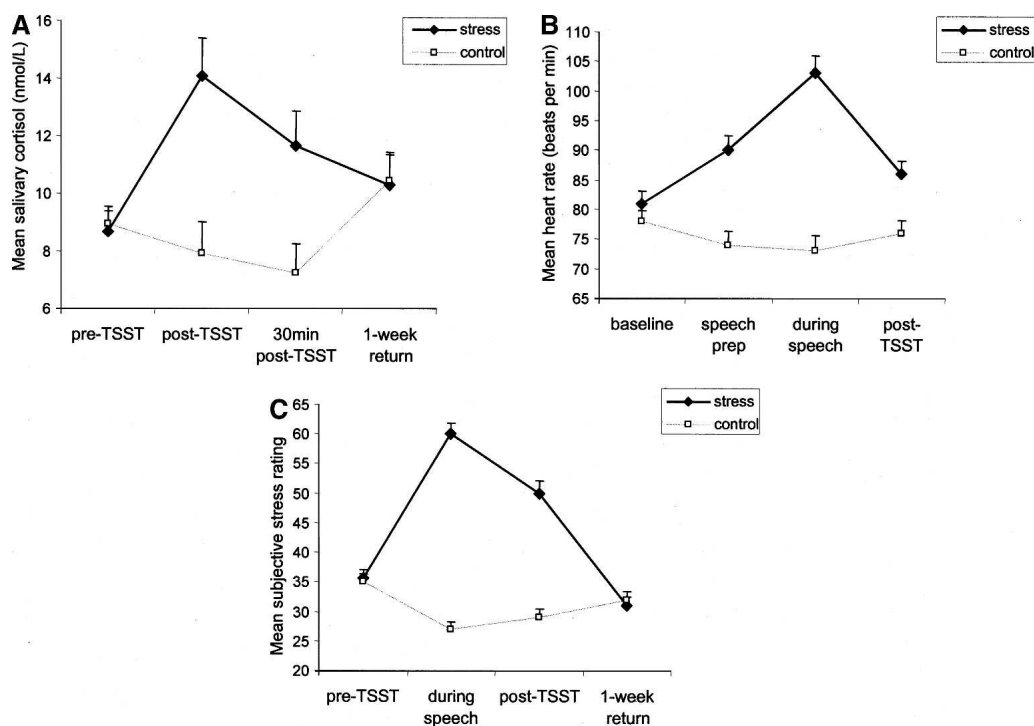 A
Mean salivary cortisol (nmol/L)
16
14
12
10
8
6
pre-TSST
post-TSST
30min
post-TSST
1-week
return
stress
control
B
Mean heart rate (beats per min)
110
105
100
95
90
85
80
75
70
65
baseline
speech
prep
during
speech
post-
TSST
stress
control
C
Mean subjective stress rating
65
60
55
50
45
40
35
30
25
20
pre-TSST
during
speech
post-TSST
1-week
return
stress
control